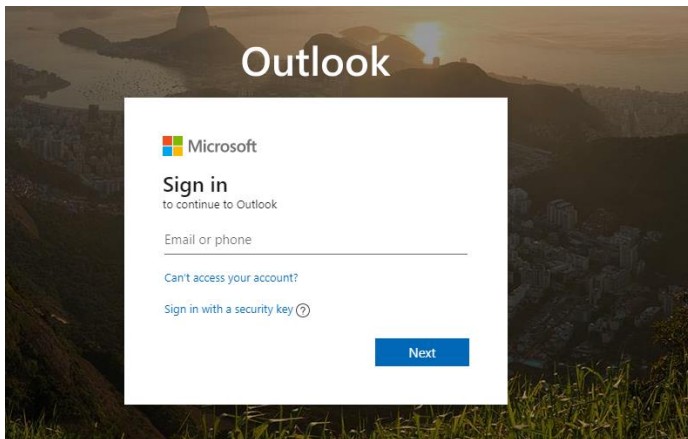 Outlook
Microsoft
Sign in
to continue to Outlook
Email or phone
Can't access your account?
Sign in with a security key
Next